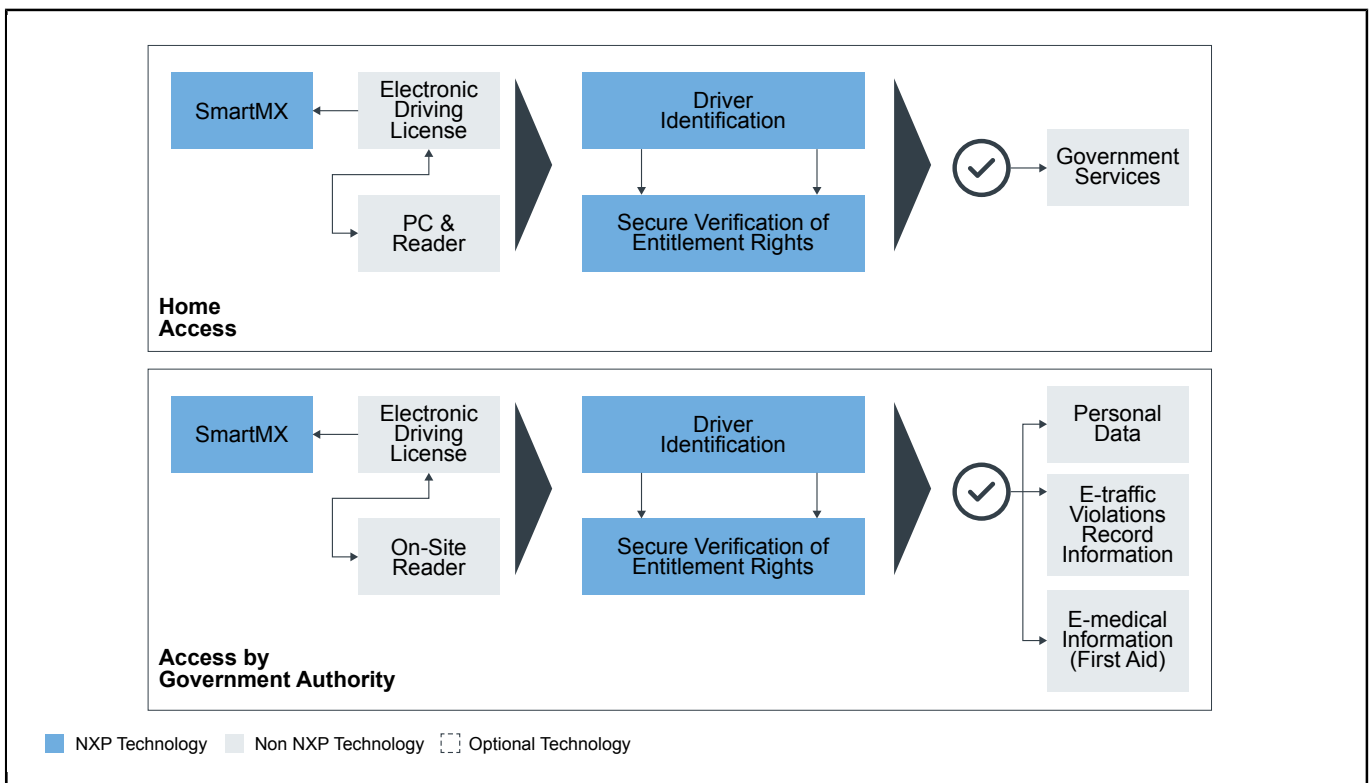 SmartMX
Electronic
Driving
License
PC &
Reader
Driver
Identification
Secure Verification of
Entitlement Rights
Government
Services
Home
Access
SmartMX
Electronic
Driving
License
On-Site
Reader
Driver
Identification
Secure Verification of
Entitlement Rights
Personal
Data
E-traffic
Violations
Record
Information
E-medical
Information
(First Aid)
Access by
Government Authority
NXP Technology
Non NXP Technology
Optional Technology